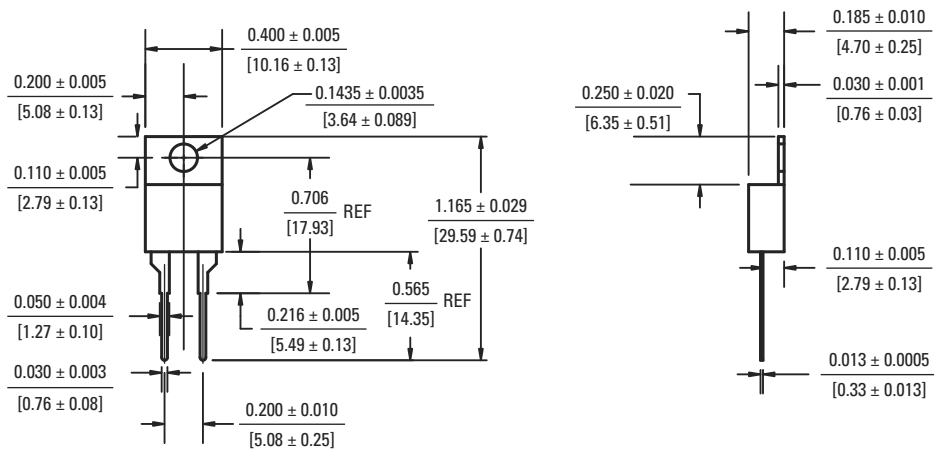 0.400 ± 0.005
[10.16 ± 0.13]
0.200 ± 0.005
[5.08 ± 0.13]
0.1435 ± 0.0035
[3.64 ± 0.089]
0.110 ± 0.005
[2.79 ± 0.13]
0.706
[17.93]
REF
1.165 ± 0.029
[29.59 ± 0.74]
0.565
[14.35]
REF
0.050 ± 0.004
[1.27 ± 0.10]
0.216 ± 0.005
[5.49 ± 0.13]
0.030 ± 0.003
[0.76 ± 0.08]
0.200 ± 0.010
[5.08 ± 0.25]
0.185 ± 0.010
[4.70 ± 0.25]
0.030 ± 0.001
[0.76 ± 0.03]
0.250 ± 0.020
[6.35 ± 0.51]
0.110 ± 0.005
[2.79 ± 0.13]
0.013 ± 0.0005
[0.33 ± 0.013]